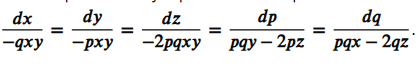 dx/−qxy = dy/−pxy = dz/−2pqxy = dp/pqy − 2pz = dq/pqx − 2qz.